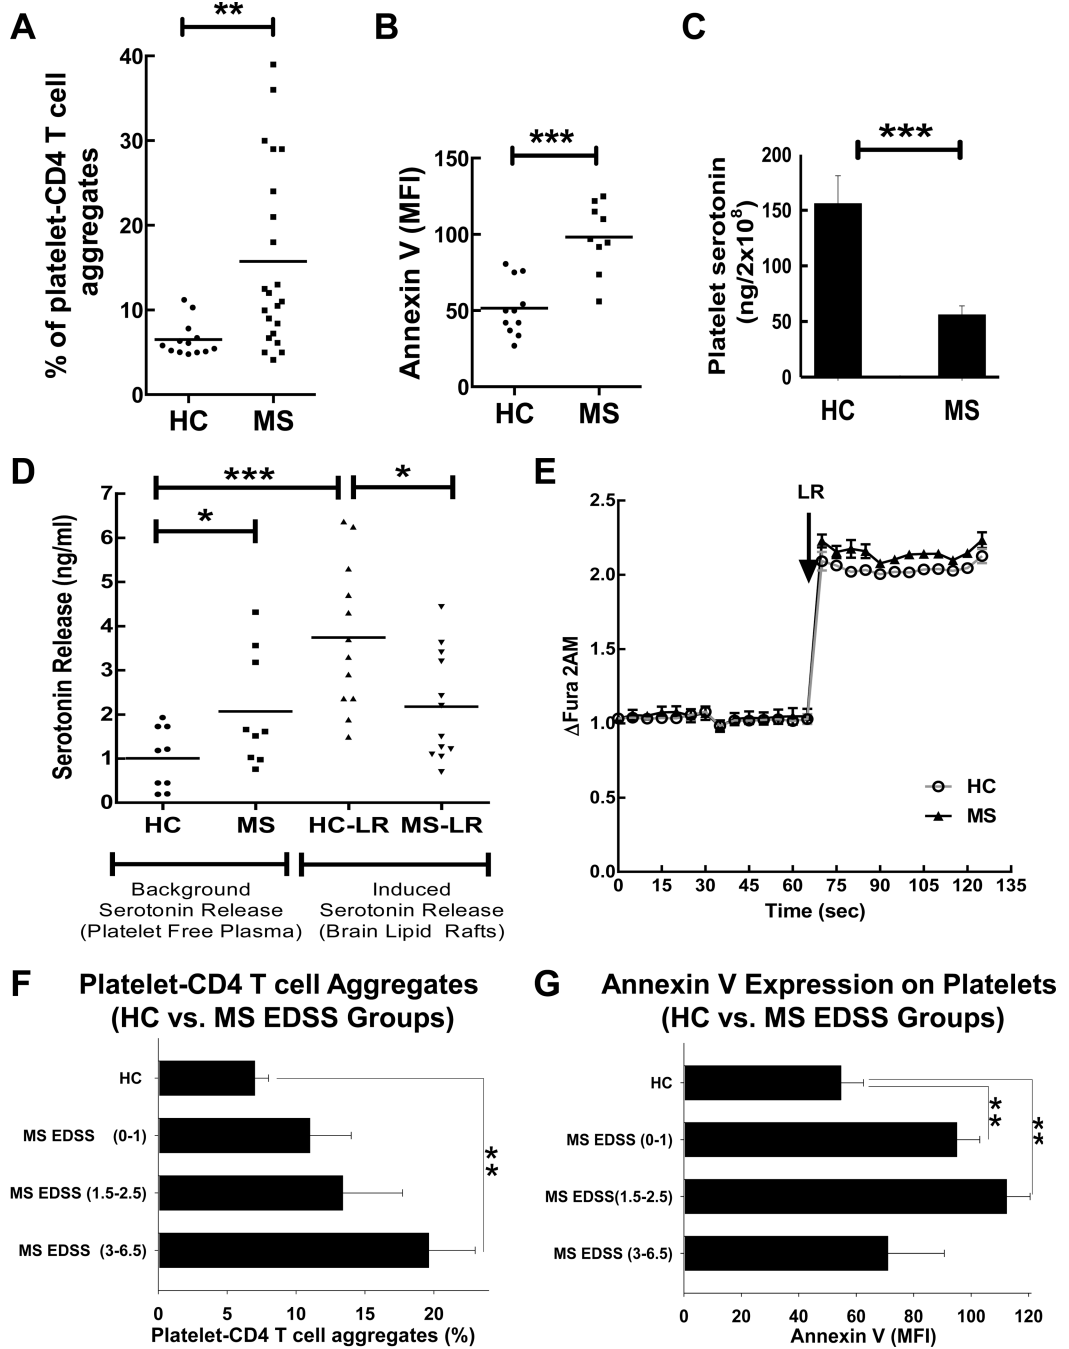 A
**
% of platelet-CD4 T cell
aggregates
40
30
20
10
0
HC
MS
B
***
Annexin V (MFI)
150
100
50
0
HC
MS
C
***
Platelet serotonin
(ng/2x10⁸)
200
150
100
50
0
HC
MS
D
***
*
*
Serotonin Release (ng/ml)
7
6
5
4
3
2
1
0
HC
MS
HC-LR
MS-LR
Background
Serotonin Release
(Platelet Free Plasma)
Induced
Serotonin Release
(Brain Lipid Rafts)
E
LR
ΔFura 2AM
2.5
2.0
1.5
1.0
0.5
0.0
HC
MS
0 15 30 45 60 75 90 105 120 135
Time (sec)
F
Platelet-CD4 T cell Aggregates
(HC vs. MS EDSS Groups)
HC
MS EDSS (0-1)
MS EDSS (1.5-2.5)
MS EDSS (3-6.5)
**
0 5 10 15 20
Platelet-CD4 T cell aggregates (%)
G
Annexin V Expression on Platelets
(HC vs. MS EDSS Groups)
HC
MS EDSS (0-1)
MS EDSS(1.5-2.5)
MS EDSS (3-6.5)
**
**
0 20 40 60 80 100 120
Annexin V (MFI)